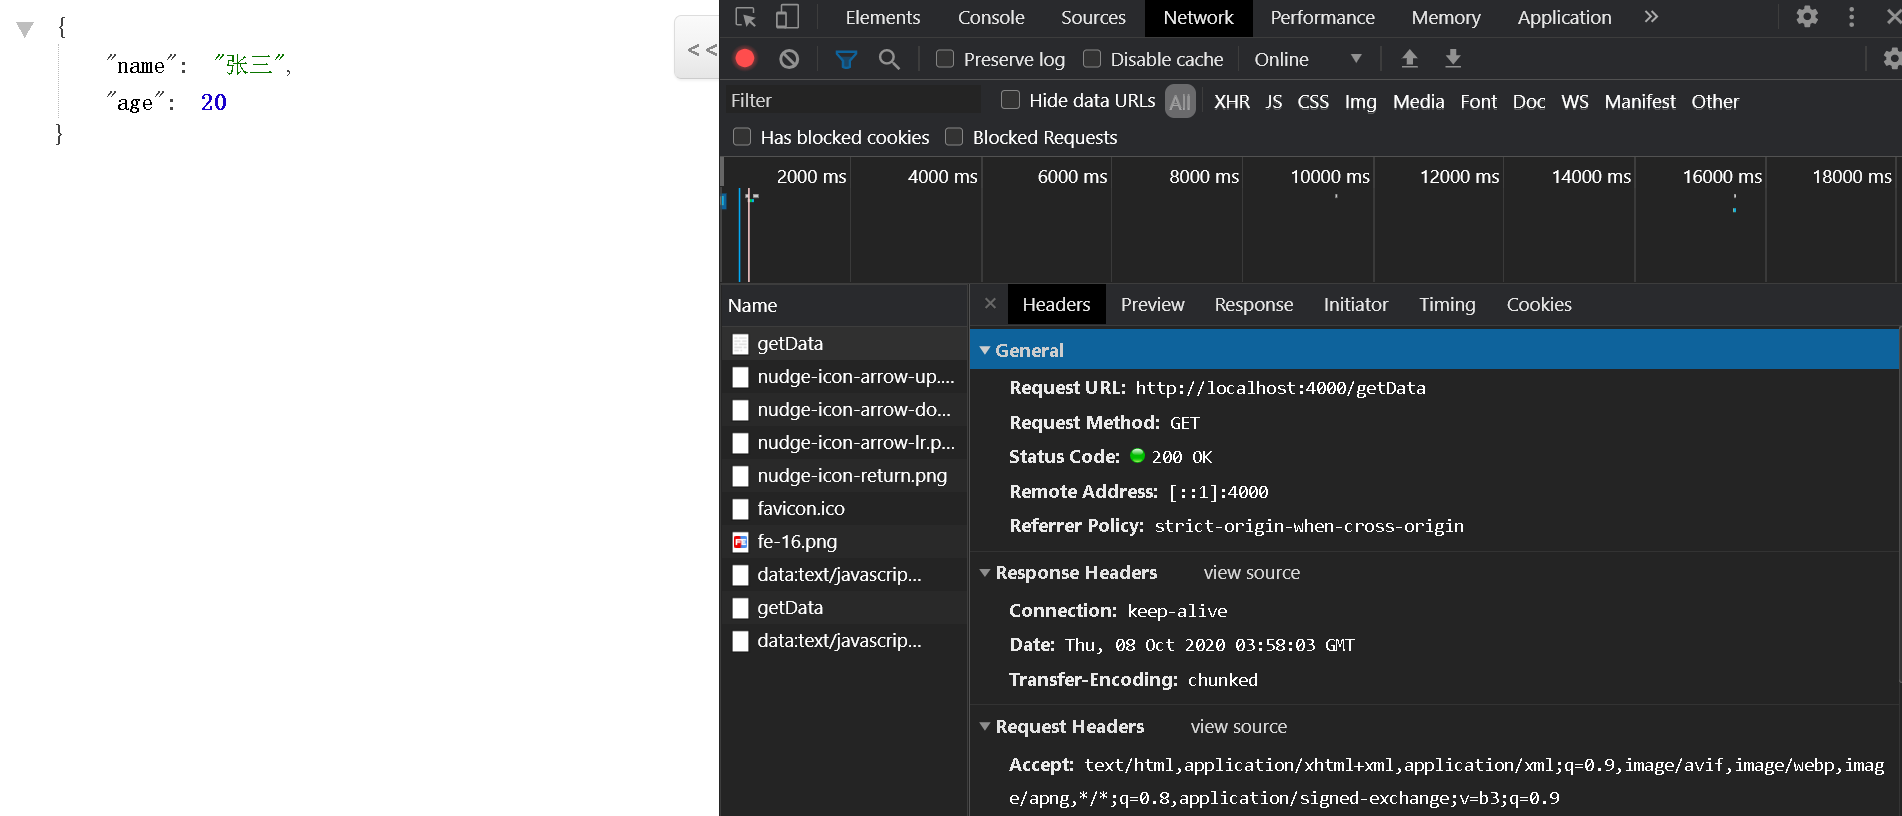 {
"name": "张三",
"age": 20
}
<<
Elements Console Sources Network Performance Memory Application »
Preserve log Disable cache Online
Filter Hide data URLs All XHR JS CSS Img Media Font Doc WS Manifest Other
Has blocked cookies Blocked Requests
2000 ms 4000 ms 6000 ms 8000 ms 10000 ms 12000 ms 14000 ms 16000 ms 18000 ms
Name
getData
nudge-icon-arrow-up....
nudge-icon-arrow-do...
nudge-icon-arrow-lr.p...
nudge-icon-return.png
favicon.ico
fe-16.png
data:text/javascrip...
getData
data:text/javascrip...
× Headers Preview Response Initiator Timing Cookies
General
Request URL: http://localhost:4000/getData
Request Method: GET
Status Code: 200 OK
Remote Address: [::1]:4000
Referrer Policy: strict-origin-when-cross-origin
Response Headers view source
Connection: keep-alive
Date: Thu, 08 Oct 2020 03:58:03 GMT
Transfer-Encoding: chunked
Request Headers view source
Accept: text/html,application/xhtml+xml,application/xml;q=0.9,image/avif,image/webp,imag
e/apng,*/*;q=0.8,application/signed-exchange;v=b3;q=0.9